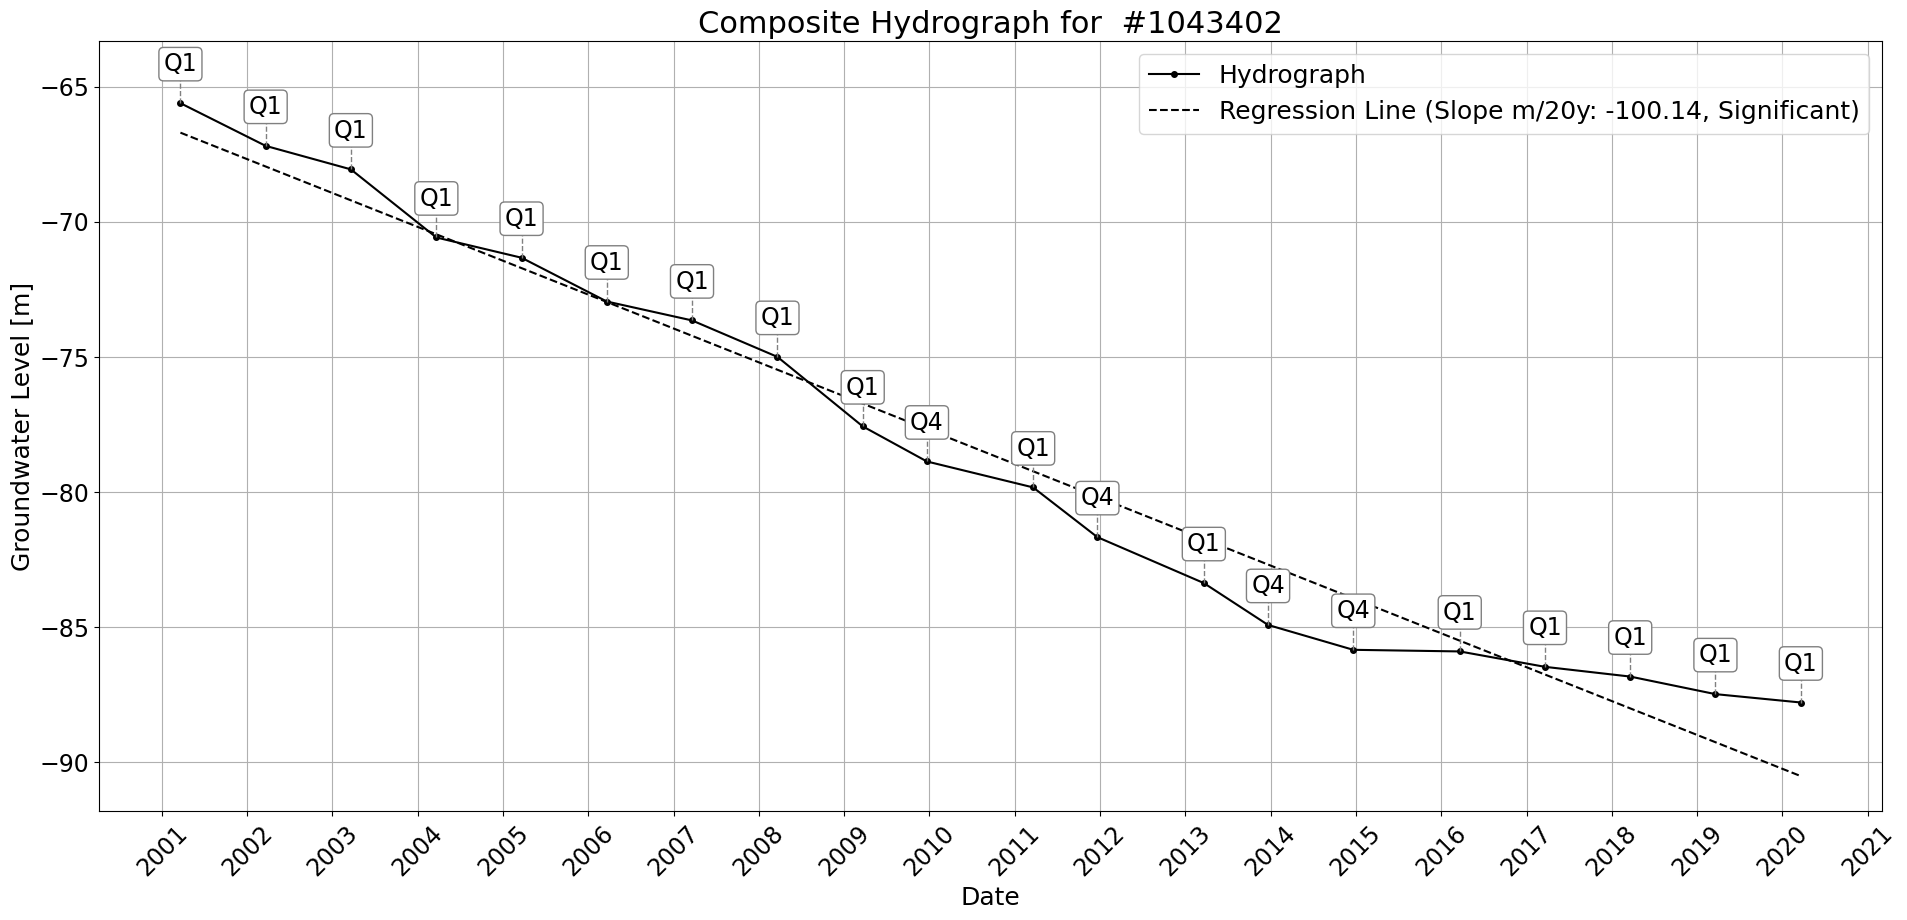 Composite Hydrograph for  #1043402
Hydrograph
Regression Line (Slope m/20y: -100.14, Significant)
Groundwater Level [m]
−65
−70
−75
−80
−85
−90
Q1
Q1
Q1
Q1
Q1
Q1
Q1
Q1
Q1
Q4
Q1
Q4
Q1
Q4
Q4
Q1
Q1
Q1
Q1
Q1
2001
2002
2003
2004
2005
2006
2007
2008
2009
2010
2011
2012
2013
2014
2015
2016
2017
2018
2019
2020
2021
Date